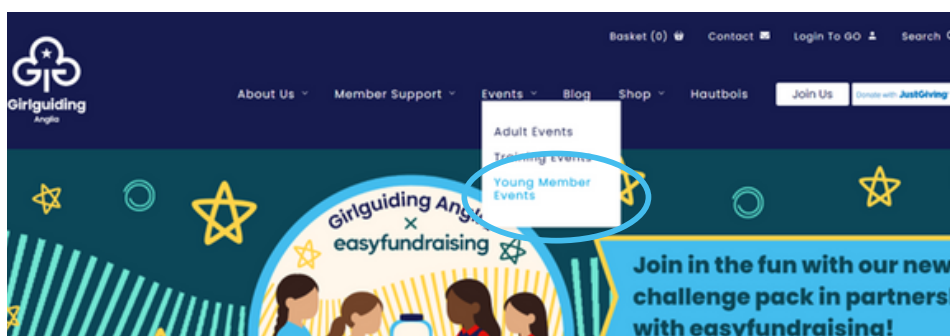 Basket (0) Contact Login To GO Search
Girlguiding
Anglia
About Us Member Support Events Blog Shop Hautbois Join Us Donate with JustGiving
Adult Events
Training Events
Young Member
Events
Girlguiding
×
easyfundraising
Join in the fun with our new
challenge pack in partners
with easyfundraising!